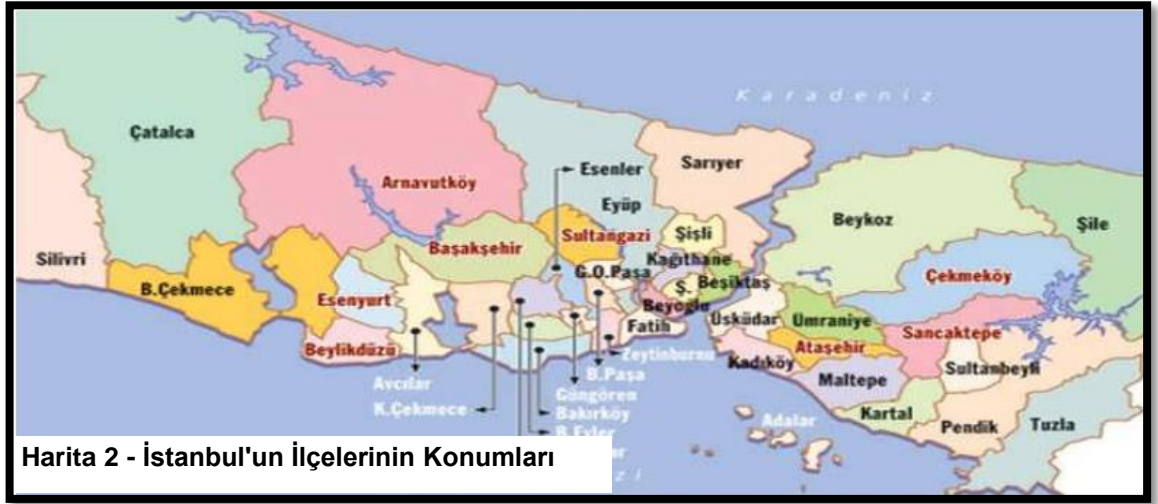 Karadeniz
Çatalca
Esenler
Sarıyer
Arnavutköy
Eyüp
Beykoz
Şile
Silivri
Başakşehir
Sultangazi
Şişli
Kağıthane
G.O.Paşa
Çekmeköy
B.Çekmece
Esenyurt
Ş.
Beşiktaş
Beyoğlu
Üsküdar
Ümraniye
Sancaktepe
Fatih
Beylikdüzü
Zeytinburnu
Kadıköy
Ataşehir
Sultanbeyli
Avcılar
B.Paşa
Maltepe
K.Çekmece
Güngören
Bakırköy
Kartal
Adalar
Pendik
Tuzla
B.Evler
Harita 2 - İstanbul'un İlçelerinin Konumları